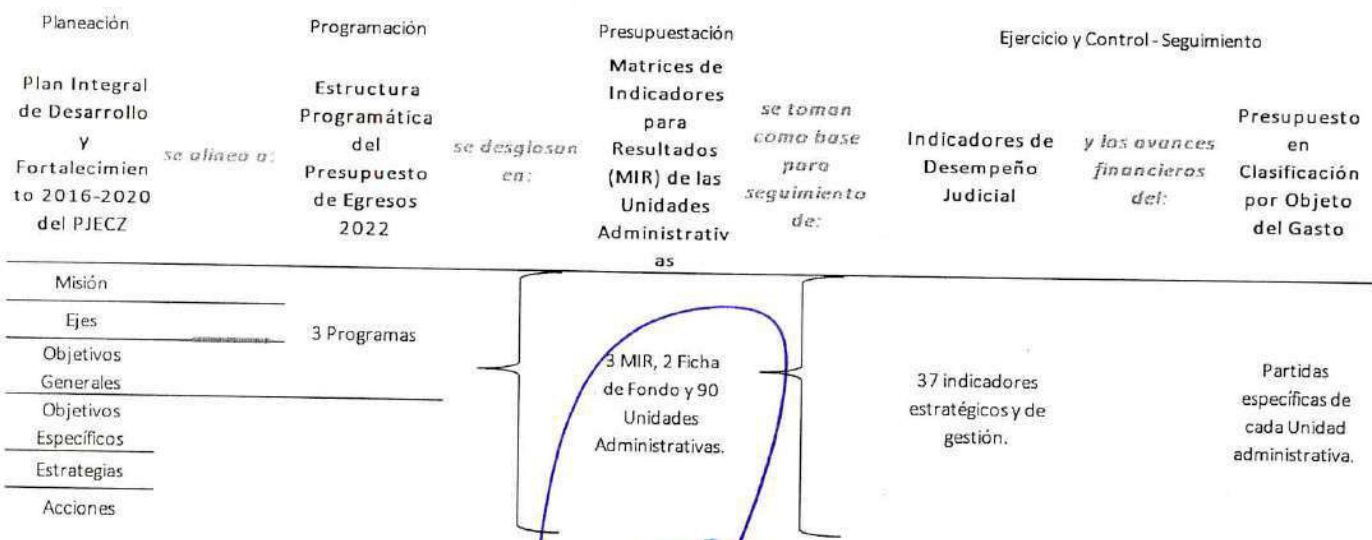 Planeación
Programación
Presupuestación
Ejercicio y Control - Seguimiento
Plan Integral
de Desarrollo
y
Fortalecimien
to 2016-2020
del PJECZ
se alinea a:
Estructura
Programática
del
Presupuesto
de Egresos
2022
se desglosan
en:
Matrices de
Indicadores
para
Resultados
(MIR) de las
Unidades
Administrativ
as
se toman
como base
para
seguimiento
de:
Indicadores de
Desempeño
Judicial
y los avances
financieros
del:
Presupuesto
en
Clasificación
por Objeto
del Gasto
Misión
Ejes
Objetivos
Generales
Objetivos
Específicos
Estrategias
Acciones
3 Programas
3 MIR, 2 Ficha
de Fondo y 90
Unidades
Administrativas.
37 indicadores
estratégicos y de
gestión.
Partidas
específicas de
cada Unidad
administrativa.